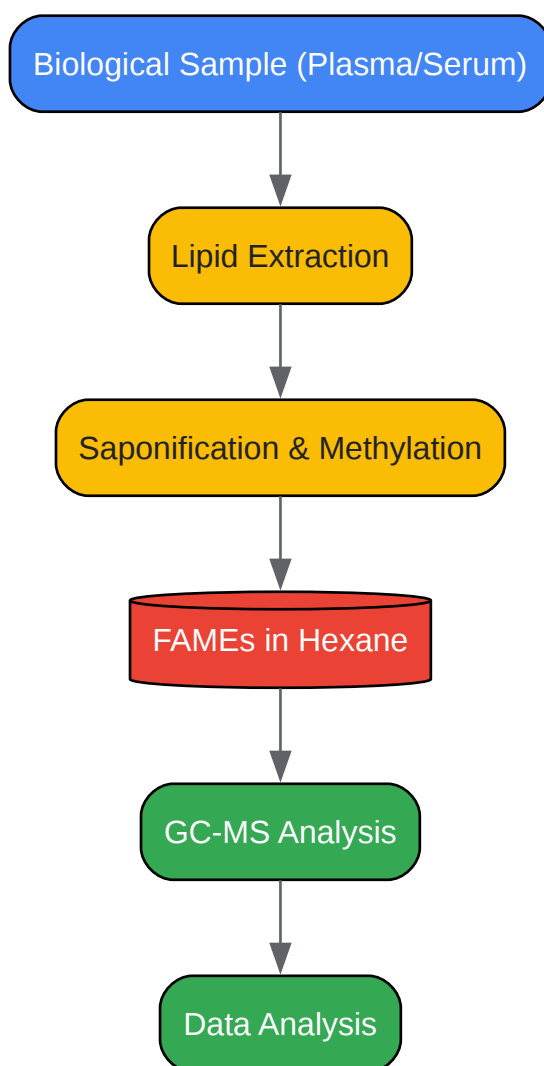 Biological Sample (Plasma/Serum)
Lipid Extraction
Saponification & Methylation
FAMEs in Hexane
GC-MS Analysis
Data Analysis